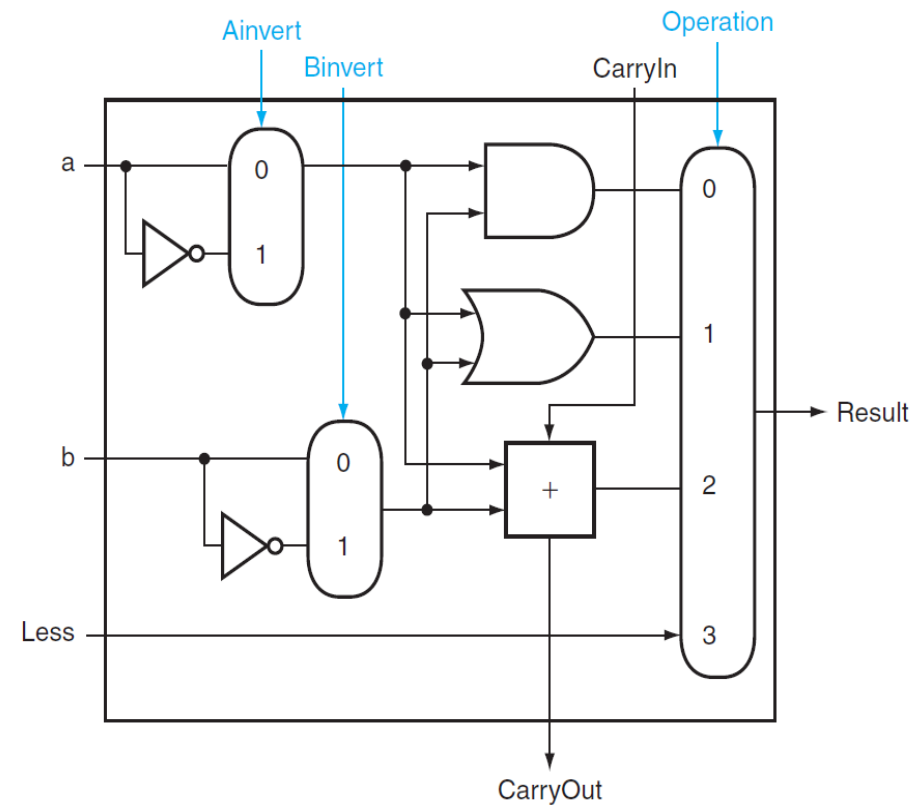 Ainvert
Operation
Binvert
CarryIn
a
0
0
1
1
Result
b
0
+
2
1
Less
3
CarryOut